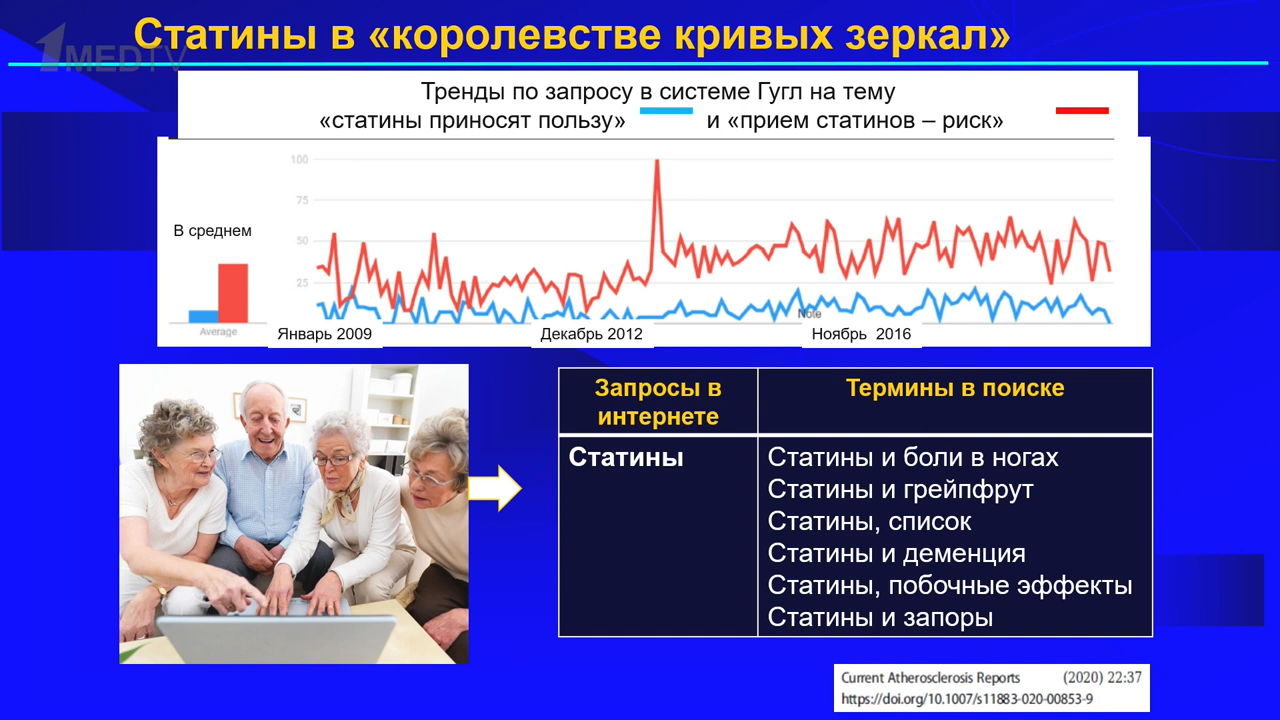 Статины в «королевстве кривых зеркал»
1MEDTV
Тренды по запросу в системе Гугл на тему
«статины приносят пользу» и «прием статинов – риск»
100
75
50
25
В среднем
Average
Note
Январь 2009
Декабрь 2012
Ноябрь 2016
Запросы в интернете
Термины в поиске
Статины
Статины и боли в ногах
Статины и грейпфрут
Статины, список
Статины и деменция
Статины, побочные эффекты
Статины и запоры
Current Atherosclerosis Reports (2020) 22:37
https://doi.org/10.1007/s11883-020-00853-9